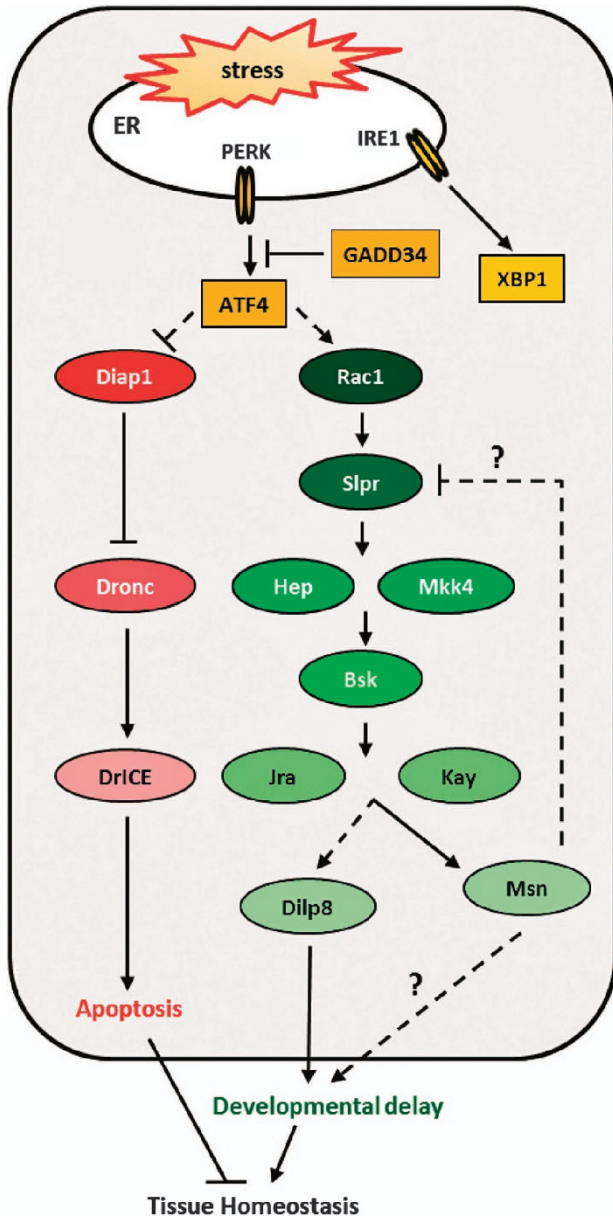 stress
ER
PERK
IRE1
GADD34
XBP1
ATF4
Diap1
Rac1
?
Slpr
Dronc
Hep
Mkk4
Bsk
DrICE
Jra
Kay
Dilp8
Msn
?
Apoptosis
Developmental delay
Tissue Homeostasis